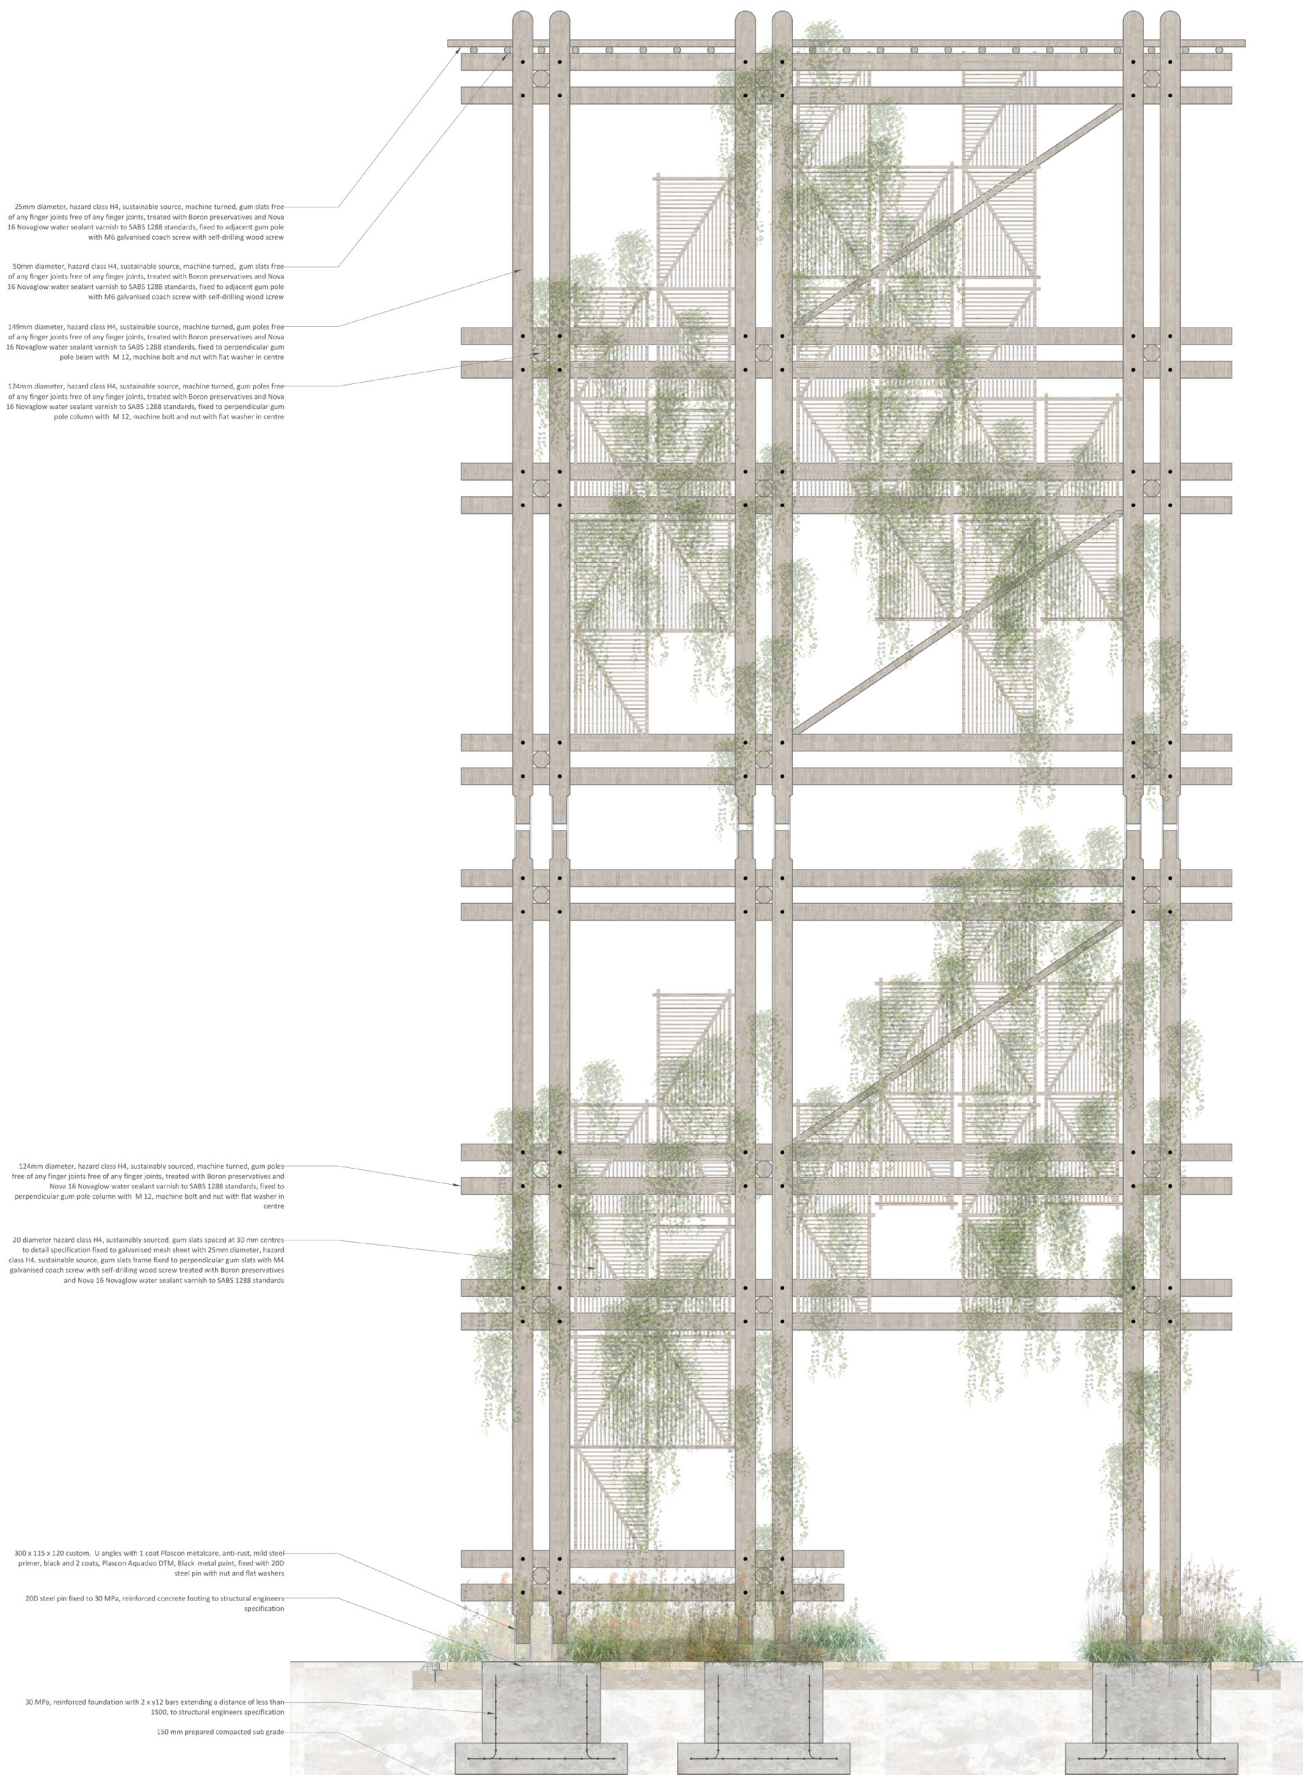 25mm diameter, hazard class H4, sustainable source, machine turned, gum slats free
of any finger joints free of any finger joints, treated with Boron preservatives and Nova
16 Novaglow water sealant varnish to SABS 1288 standards, fixed to adjacent gum pole
with M6 galvanised coach screw with self-drilling wood screw
50mm diameter, hazard class H4, sustainable source, machine turned, gum slats free
of any finger joints free of any finger joints, treated with Boron preservatives and Nova
16 Novaglow water sealant varnish to SABS 1288 standards, fixed to adjacent gum pole
with M6 galvanised coach screw with self-drilling wood screw
149mm diameter, hazard class H4, sustainable source, machine turned, gum poles free
of any finger joints free of any finger joints, treated with Boron preservatives and Nova
16 Novaglow water sealant varnish to SABS 1288 standards, fixed to perpendicular gum
pole beam with M 12, machine bolt and nut with flat washer in centre
124mm diameter, hazard class H4, sustainable source, machine turned, gum poles free
of any finger joints free of any finger joints, treated with Boron preservatives and Nova
16 Novaglow water sealant varnish to SABS 1288 standards, fixed to perpendicular gum
pole column with M 12, machine bolt and nut with flat washer in centre
124mm diameter, hazard class H4, sustainably sourced, machine turned, gum poles
free of any finger joints free of any finger joints, treated with Boron preservatives and
Nova 16 Novaglow water sealant varnish to SABS 1288 standards, fixed to
perpendicular gum pole column with M 12, machine bolt and nut with flat washer in
centre
20 diameter hazard class H4, sustainably sourced, gum slats spaced at 30 mm centres
to detail specification fixed to galvanised mesh sheet with 25mm diameter, hazard
class H4, sustainable source, gum slats frame fixed to perpendicular gum slats with M4
galvanised coach screw with self-drilling wood screw treated with Boron preservatives
and Nova 16 Novaglow water sealant varnish to SABS 1288 standards
300 x 115 x 120 custom, U angles with 1 coat Plascon metalcare, anti-rust, mild steel
primer, black and 2 coats, Plascon Aquaduo DTM, Black metal paint, fixed with 20D
steel pin with nut and flat washers
20D steel pin fixed to 30 MPa, reinforced concrete footing to structural engineers
specification
30 MPa, reinforced foundation with 2 x y12 bars extending a distance of less than
1500, to structural engineers specification
150 mm prepared compacted sub grade